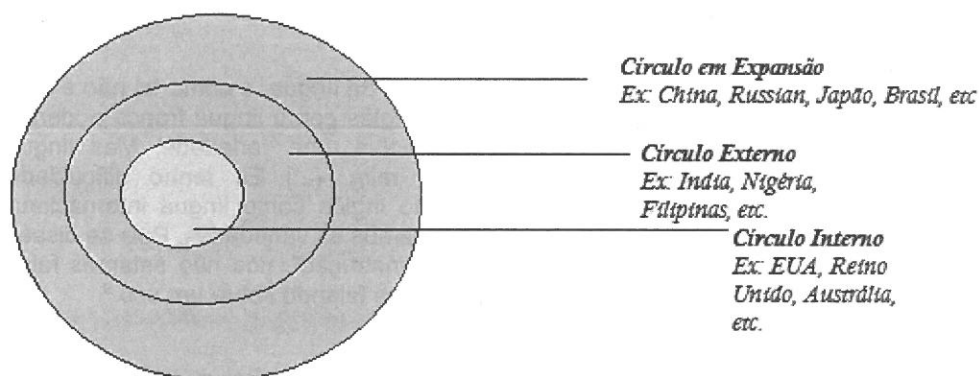 Círculo em Expansão
Ex: China, Russian, Japão, Brasil, etc
Círculo Externo
Ex: India, Nigéria,
Filipinas, etc.
Círculo Interno
Ex: EUA, Reino
Unido, Austrália,
etc.